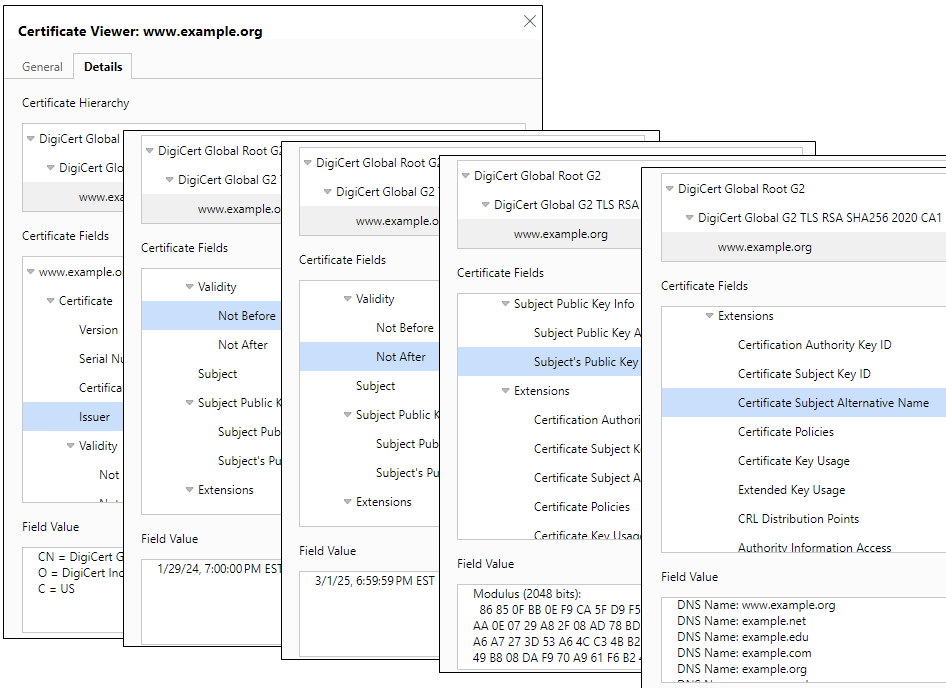 Certificate Viewer: www.example.org
General
Details
Certificate Hierarchy
DigiCert Global
DigiCert Glo
www.exa
Certificate Fields
www.example.o
Certificate
Version
Serial Nu
Certifica
Issuer
Validity
Not
Field Value
CN = DigiCert G
O = DigiCert Inc
C = US
DigiCert Global Root G2
DigiCert Global G2
www.example.o
Certificate Fields
Validity
Not Before
Not After
Subject
Subject Public K
Subject Pub
Subject's Pu
Extensions
Field Value
1/29/24, 7:00:00 PM EST
DigiCert Global Root G2
DigiCert Global G2
www.example.o
Certificate Fields
Validity
Not Before
Not After
Subject
Subject Public K
Subject Pub
Subject's Pu
Extensions
Field Value
3/1/25, 6:59:59 PM EST
DigiCert Global Root G2
DigiCert Global G2 TLS RSA
www.example.org
Certificate Fields
Subject Public Key Info
Subject Public Key A
Subject's Public Key
Extensions
Certification Authori
Certificate Subject K
Certificate Subject A
Certificate Policies
Certificate Key Usag
Field Value
Modulus (2048 bits):
86 85 0F BB 0E F9 CA 5F D9 F5
AA 0E 07 29 A8 2F 08 AD 78 BD
A6 A7 27 3D 53 A6 4C C3 4B B2
49 B8 08 DA F9 70 A9 61 F6 B2
DigiCert Global Root G2
DigiCert Global G2 TLS RSA SHA256 2020 CA1
www.example.org
Certificate Fields
Extensions
Certification Authority Key ID
Certificate Subject Key ID
Certificate Subject Alternative Name
Certificate Policies
Certificate Key Usage
Extended Key Usage
CRL Distribution Points
Authority Information Access
Field Value
DNS Name: www.example.org
DNS Name: example.net
DNS Name: example.edu
DNS Name: example.com
DNS Name: example.org